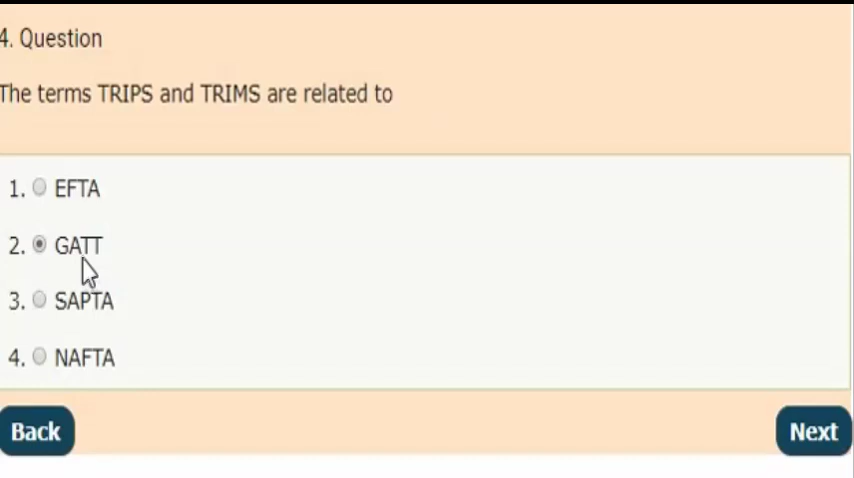 4. Question
The terms TRIPS and TRIMS are related to
1. EFTA
2. GATT
3. SAPTA
4. NAFTA
Back
Next